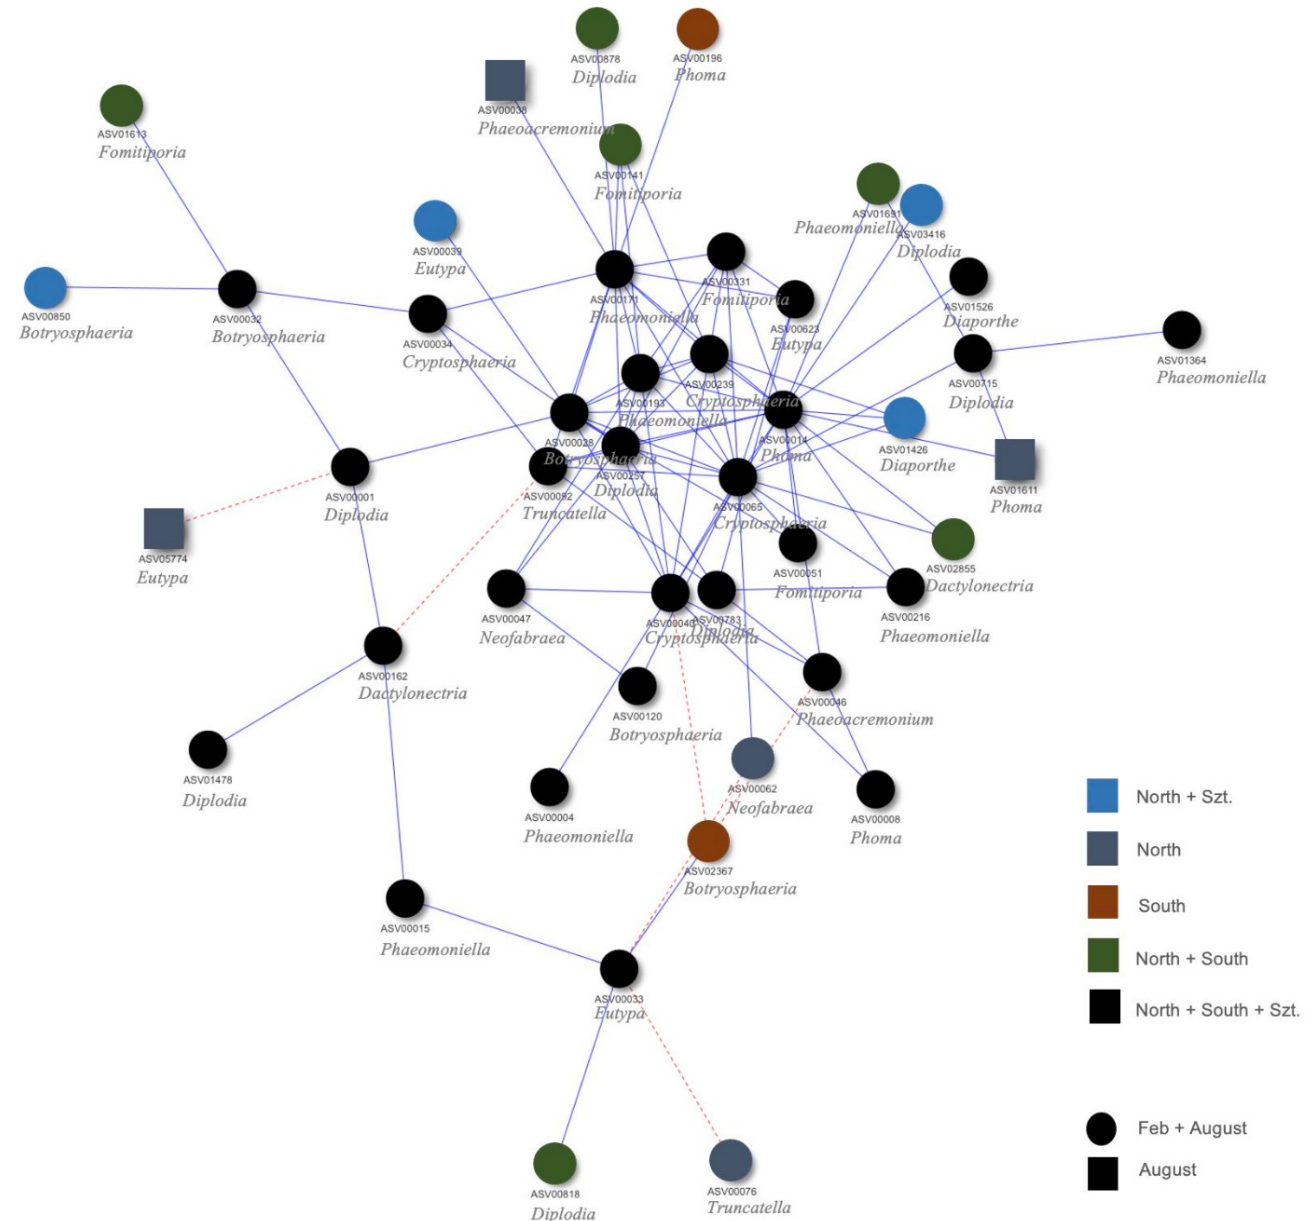 ASV00878
Diplodia
ASV00196
Phoma
ASV00038
Phaeoacremonium
ASV01613
Fomitiporia
ASV00141
Fomitiporia
ASV01691
Phaeomoniella
ASV03416
Diplodia
ASV00039
Eutypa
ASV00850
Botryosphaeria
ASV00032
Botryosphaeria
ASV00034
Cryptosphaeria
ASV00171
Phaeomoniella
ASV00331
Fomitiporia
ASV00623
Eutypa
ASV01526
Diaporthe
ASV01364
Phaeomoniella
ASV00715
Diplodia
ASV00239
Cryptosphaeria
ASV00193
Phaeomoniella
ASV00014
Phoma
ASV00028
Botryosphaeria
ASV00257
Diplodia
ASV01426
Diaporthe
ASV01611
Phoma
ASV00001
Diplodia
ASV00092
Truncatella
ASV00065
Cryptosphaeria
ASV05774
Eutypa
ASV00051
Fomitiporia
ASV02855
Dactylonectria
ASV00047
Neofabraea
Cryptosphaeria
ASV00783
Diplodia
ASV00216
Phaeomoniella
ASV00162
Dactylonectria
ASV00120
Botryosphaeria
ASV00046
Phaeoacremonium
ASV01478
Diplodia
ASV00004
Phaeomoniella
ASV00062
Neofabraea
ASV00008
Phoma
ASV02367
Botryosphaeria
ASV00015
Phaeomoniella
ASV00033
Eutypa
ASV00818
Diplodia
ASV00076
Truncatella
North + Szt.
North
South
North + South
North + South + Szt.
Feb + August
August